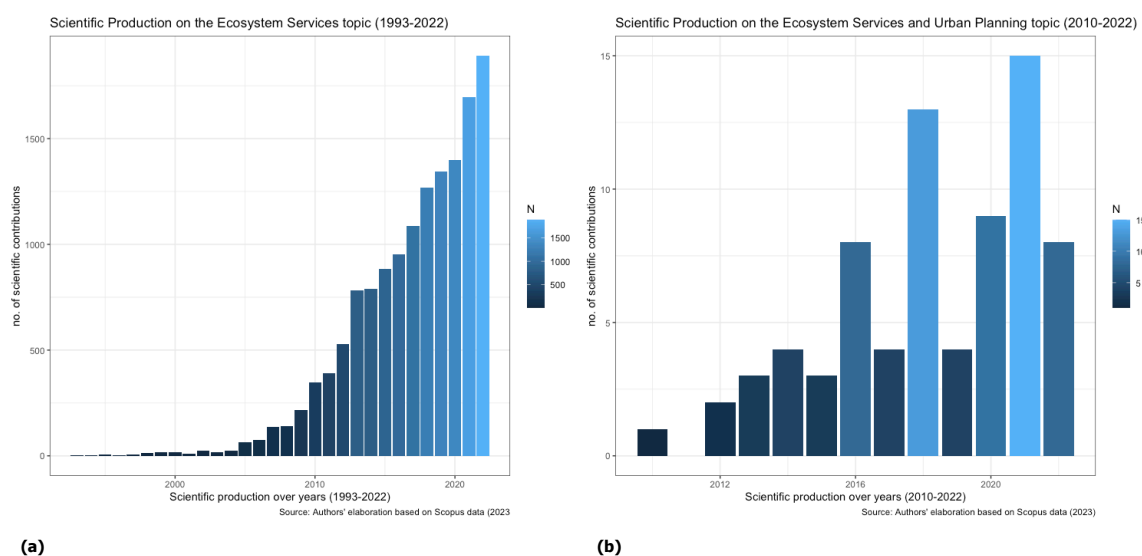 Scientific Production on the Ecosystem Services topic (1993-2022)
1500
1000
500
0
no. of scientific contributions
2000
2010
2020
Scientific production over years (1993-2022)
Source: Authors' elaboration based on Scopus data (2023
N
1500
1000
500
(a)
Scientific Production on the Ecosystem Services and Urban Planning topic (2010-2022)
15
10
5
0
no. of scientific contributions
2012
2016
2020
Scientific production over years (2010-2022)
Source: Authors' elaboration based on Scopus data (2023)
N
15
10
5
(b)